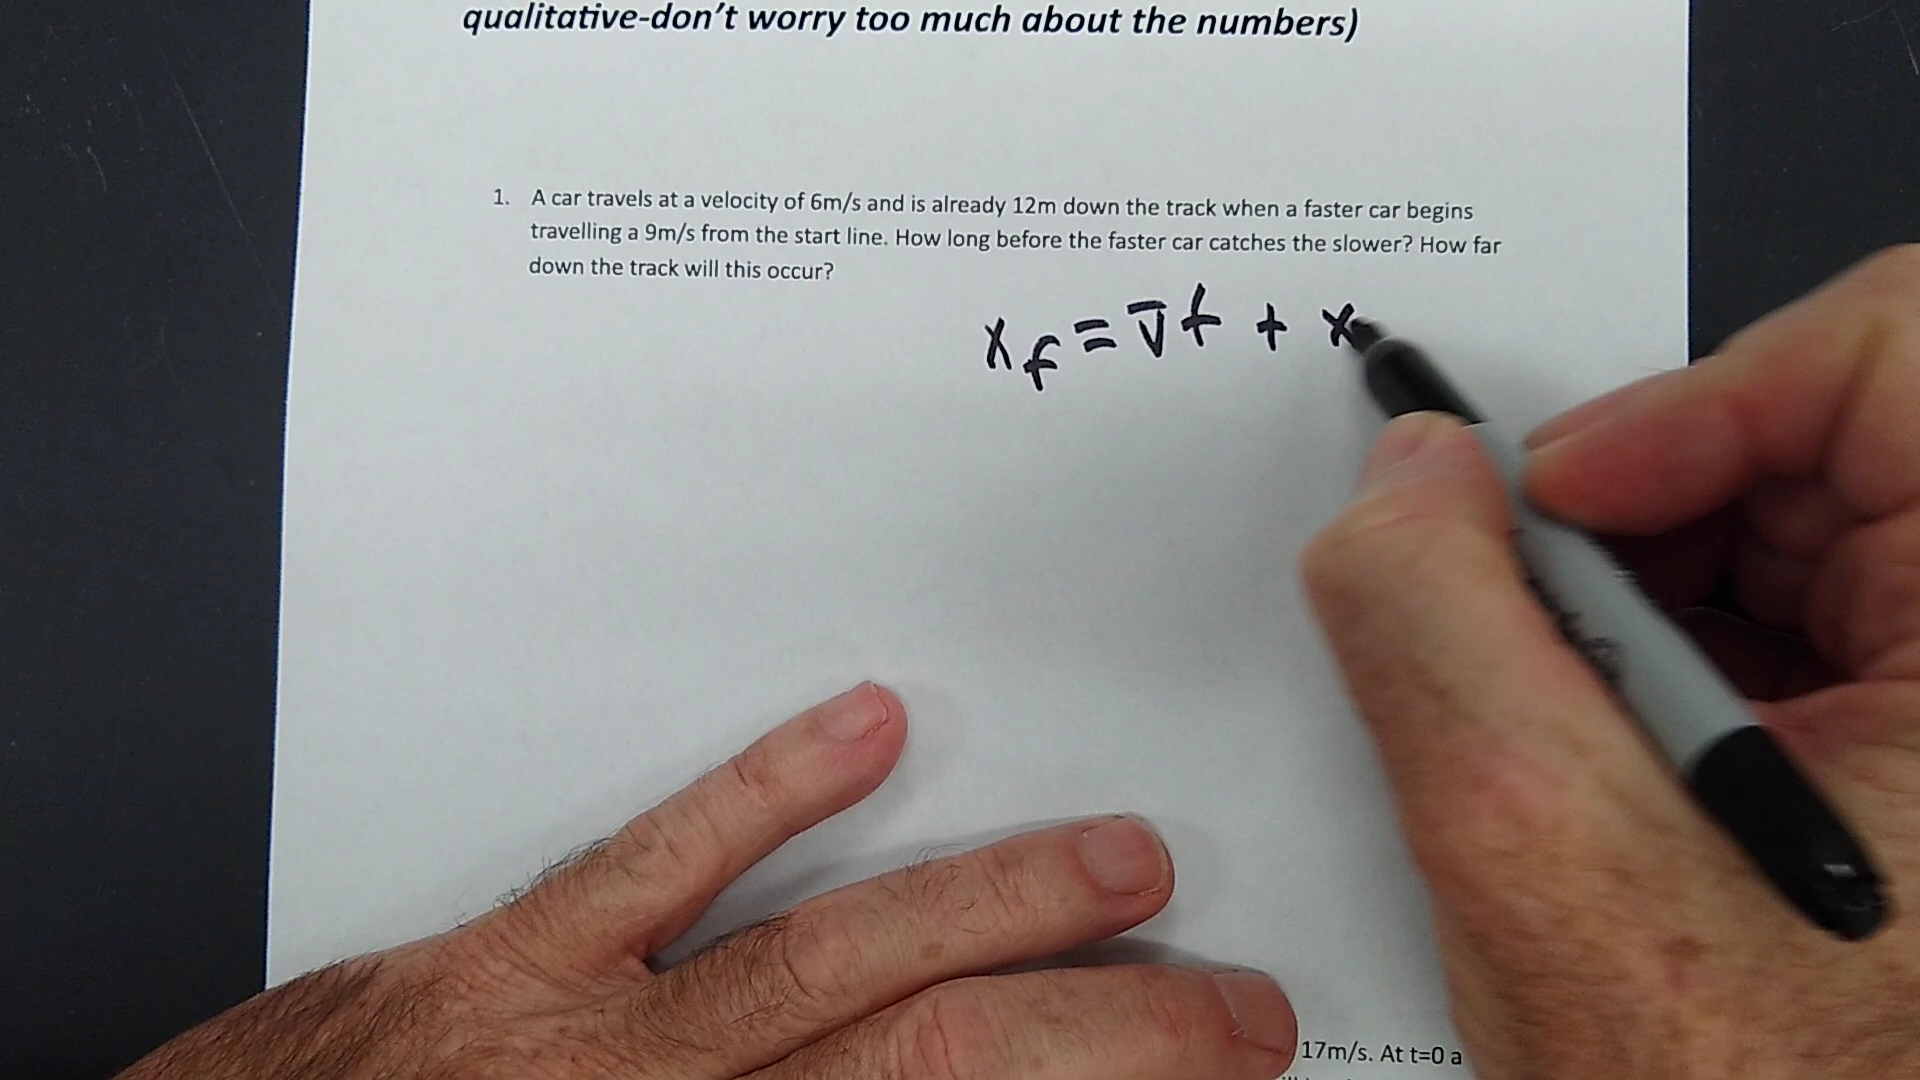 qualitative-don't worry too much about the numbers)
1. A car travels at a velocity of 6m/s and is already 12m down the track when a faster car begins
travelling a 9m/s from the start line. How long before the faster car catches the slower? How far
down the track will this occur?
x_f = v̄t + x
17m/s. At t=0 a